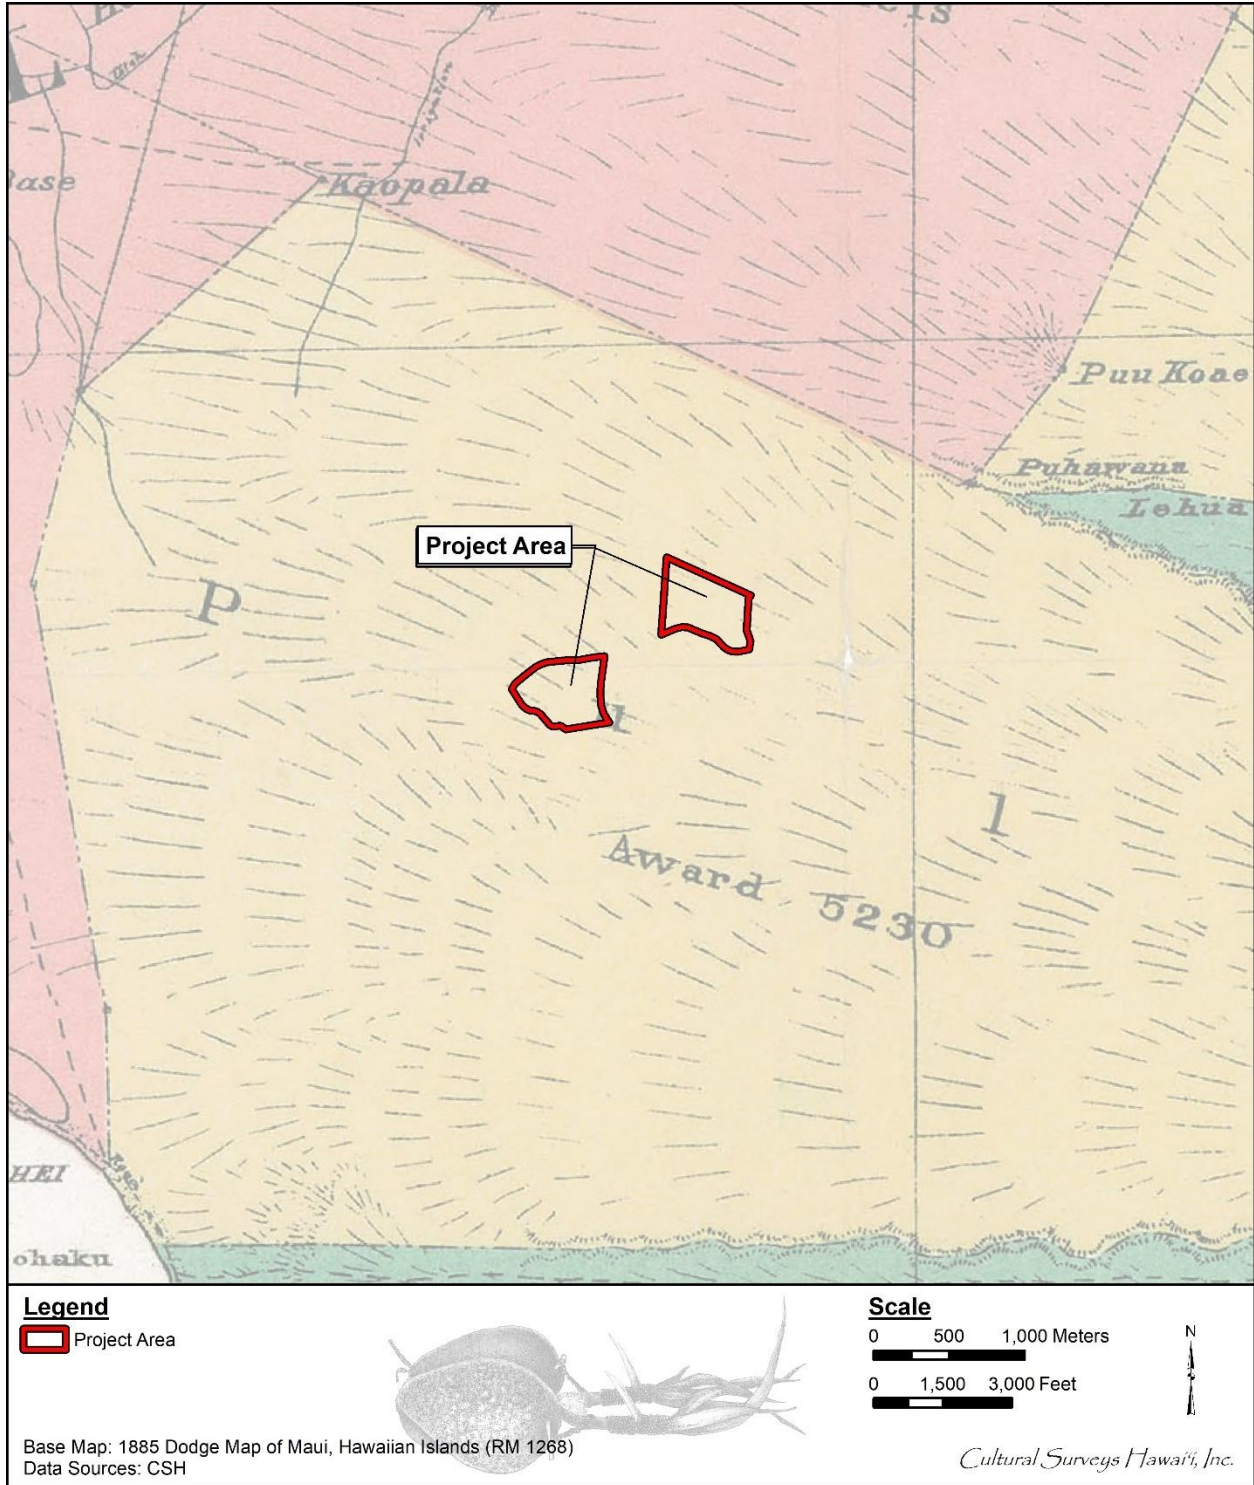 Kaopala
Base
Puu Koae
Puhawana
Lehua
Project Area
P
u
l
Award 5230
HEI
ohaku
Legend
Project Area
Scale
0 500 1,000 Meters
0 1,500 3,000 Feet
N
Base Map: 1885 Dodge Map of Maui, Hawaiian Islands (RM 1268)
Data Sources: CSH
Cultural Surveys Hawai‘i, Inc.